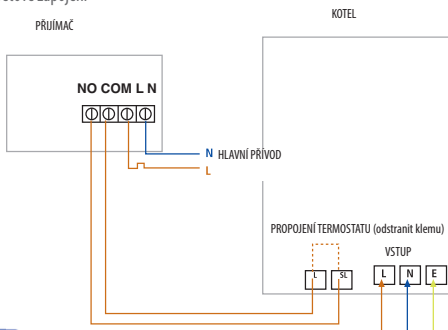 KOTEL
PŘIJÍMAČ
NO COM L N
N HLAVNÍ PŘÍVOD
L
PROPOJENÍ TERMOSTATU (odstranit klemu)
VSTUP
L SL L N E